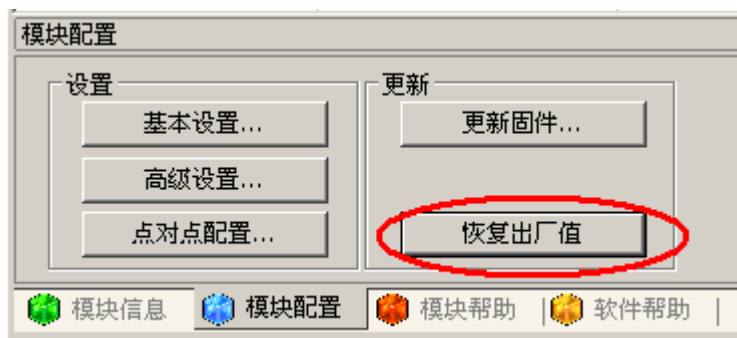 模块配置
设置
更新
基本设置...
更新固件...
高级设置...
点对点配置...
恢复出厂值
模块信息
模块配置
模块帮助
软件帮助